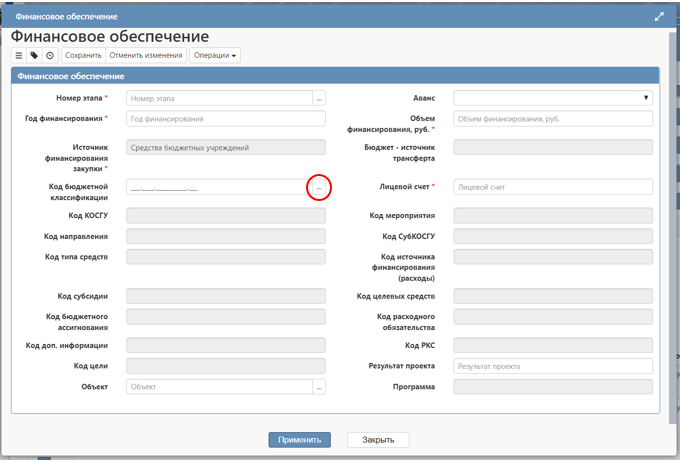 Финансовое обеспечение
Финансовое обеспечение
Сохранить Отменить изменения Операции
Финансовое обеспечение
Номер этапа * Номер этапа ... Аванс
Год финансирования * Год финансирования Объем финансирования, руб. * Объем финансирования, руб.
Источник финансирования закупки * Средства бюджетных учреждений Бюджет - источник трансферта
Код бюджетной классификации __.____.__________.___ ... Лицевой счет * Лицевой счет
Код КОСГУ Код мероприятия
Код направления Код СубКОСГУ
Код типа средств Код источника финансирования (расходы)
Код субсидии Код целевых средств
Код бюджетного ассигнования Код расходного обязательства
Код доп. информации Код РКС
Код цели Результат проекта Результат проекта
Объект Объект ... Программа
Применить Закрыть